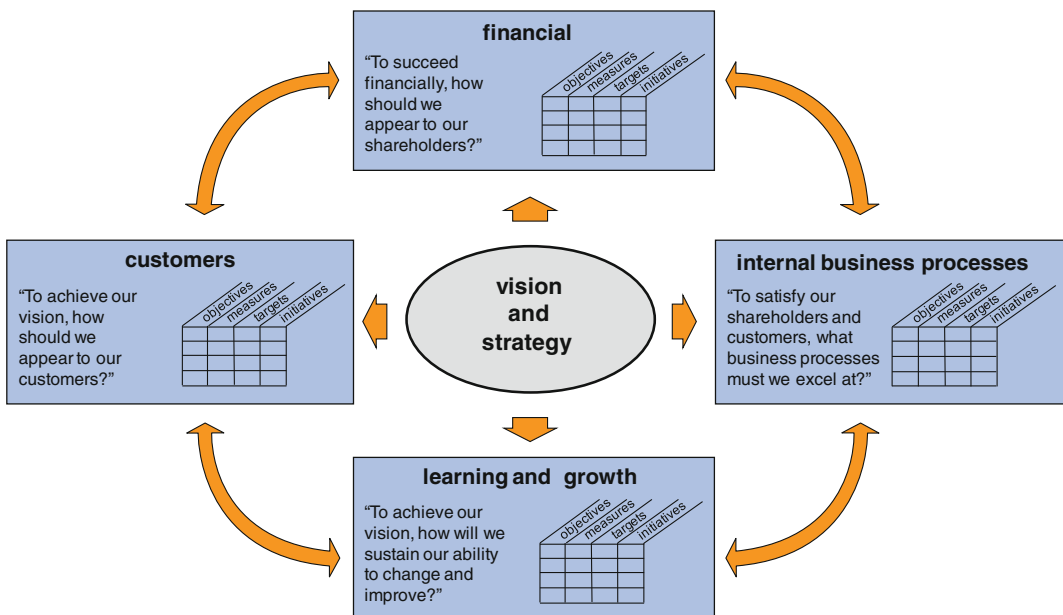 financial
“To succeed
financially, how
should we
appear to our
shareholders?”
objectives
measures
targets
initiatives
customers
“To achieve our
vision, how
should we
appear to our
customers?”
objectives
measures
targets
initiatives
vision
and
strategy
internal business processes
“To satisfy our
shareholders and
customers, what
business processes
must we excel at?”
objectives
measures
targets
initiatives
learning and growth
“To achieve our
vision, how will we
sustain our ability
to change and
improve?”
objectives
measures
targets
initiatives